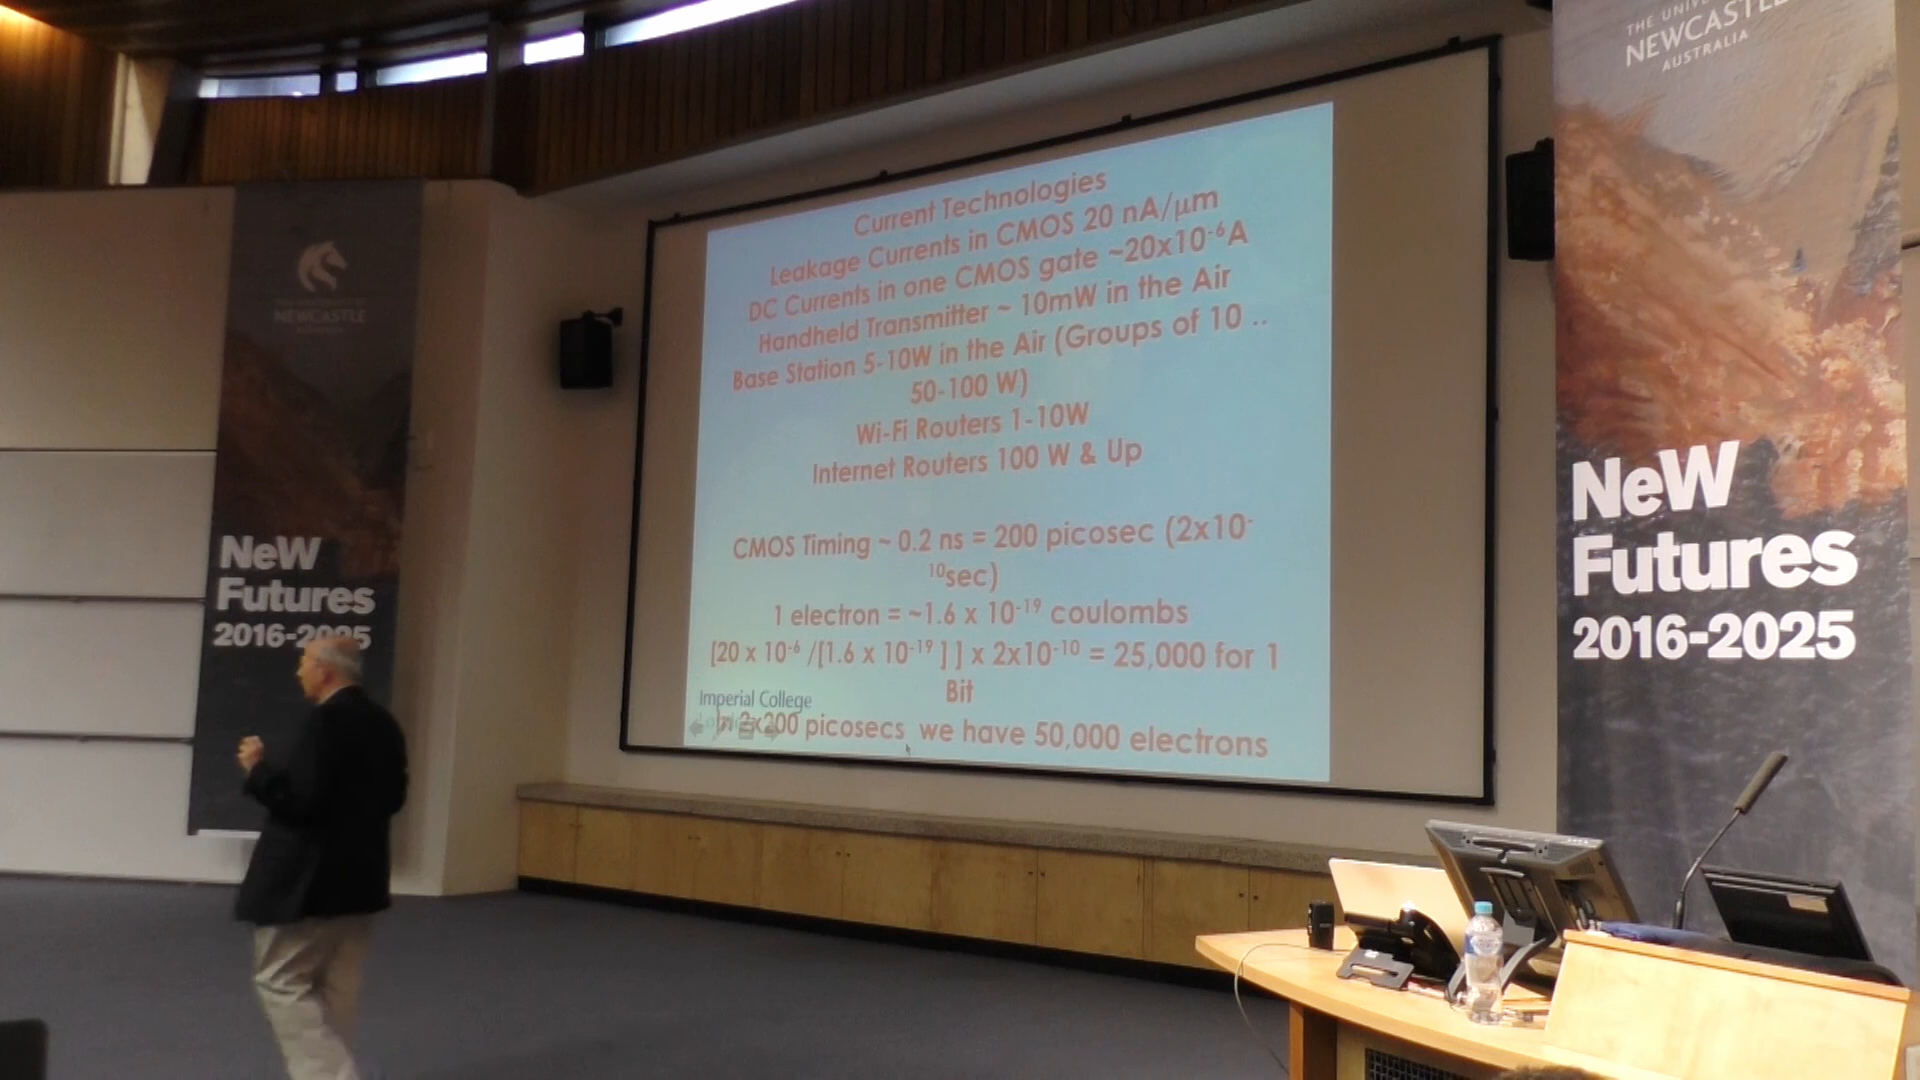 THE UNIVERSITY OF
NEWCASTLE
AUSTRALIA
NeW
Futures
2016-2025
Current Technologies
Leakage Currents in CMOS 20 nA/μm
DC Currents in one CMOS gate ~20x10⁻⁶A
Handheld Transmitter ~ 10mW in the Air
Base Station 5-10W in the Air (Groups of 10 ..
50-100 W)
Wi-Fi Routers 1-10W
Internet Routers 100 W & Up
CMOS Timing ~ 0.2 ns = 200 picosec (2x10⁻
¹⁰sec)
1 electron = ~1.6 x 10⁻¹⁹ coulombs
[20 x 10⁻⁶ /[1.6 x 10⁻¹⁹ ] ] x 2x10⁻¹⁰ = 25,000 for 1
Bit
Imperial College
In 2x200 picosecs we have 50,000 electrons
THE UNIVE
NEWCASTLE
AUSTRALIA
NeW
Futures
2016-2025